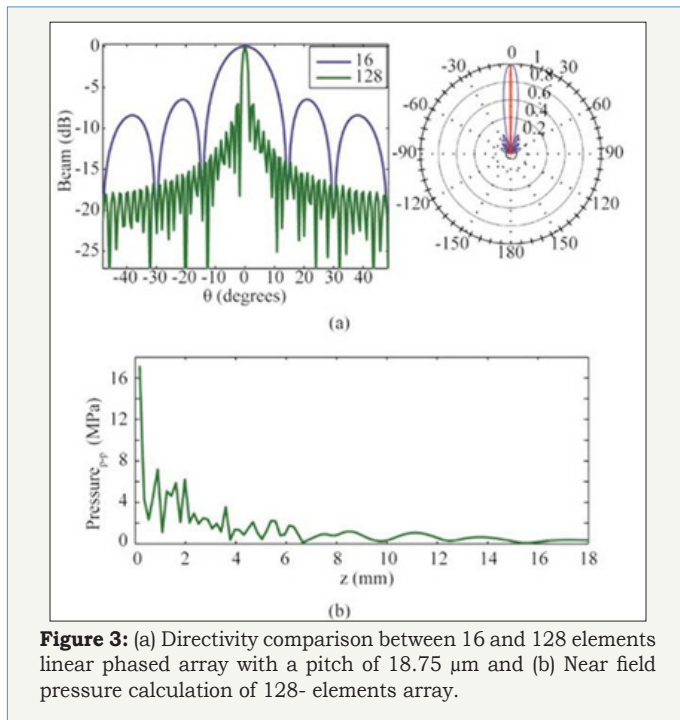 0
-5
-10
-15
-20
-25
Beam (dB)
16
128
-40 -30 -20 -10 0 10 20 30 40
θ (degrees)
0
-30
30
-60
60
-90
90
-120
120
-150
150
180
1
0.8
0.6
0.4
0.2
(a)
16
12
8
4
0
Pressurep-p (MPa)
0 2 4 6 8 10 12 14 16 18
z (mm)
(b)
Figure 3: (a) Directivity comparison between 16 and 128 elements
linear phased array with a pitch of 18.75 μm and (b) Near field
pressure calculation of 128- elements array.